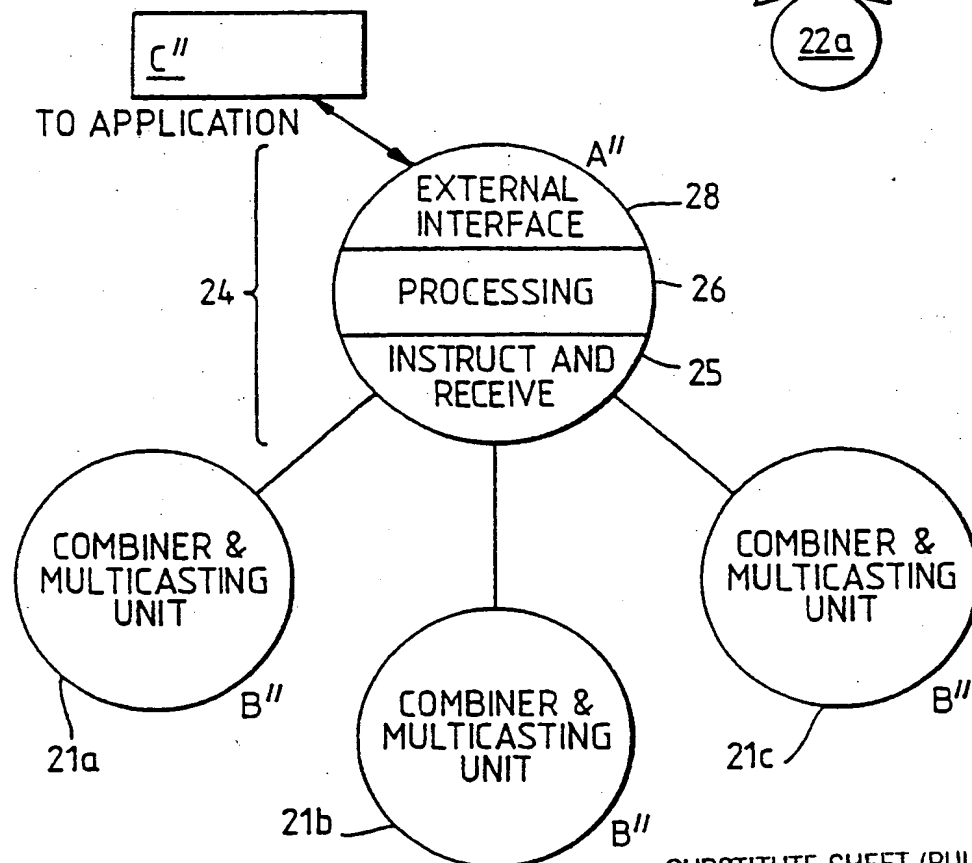 22a
C"
TO APPLICATION
A"
EXTERNAL
INTERFACE
28
24
PROCESSING
26
INSTRUCT AND
RECEIVE
25
COMBINER &
MULTICASTING
UNIT
B"
21a
COMBINER &
MULTICASTING
UNIT
B"
21b
COMBINER &
MULTICASTING
UNIT
B"
21c